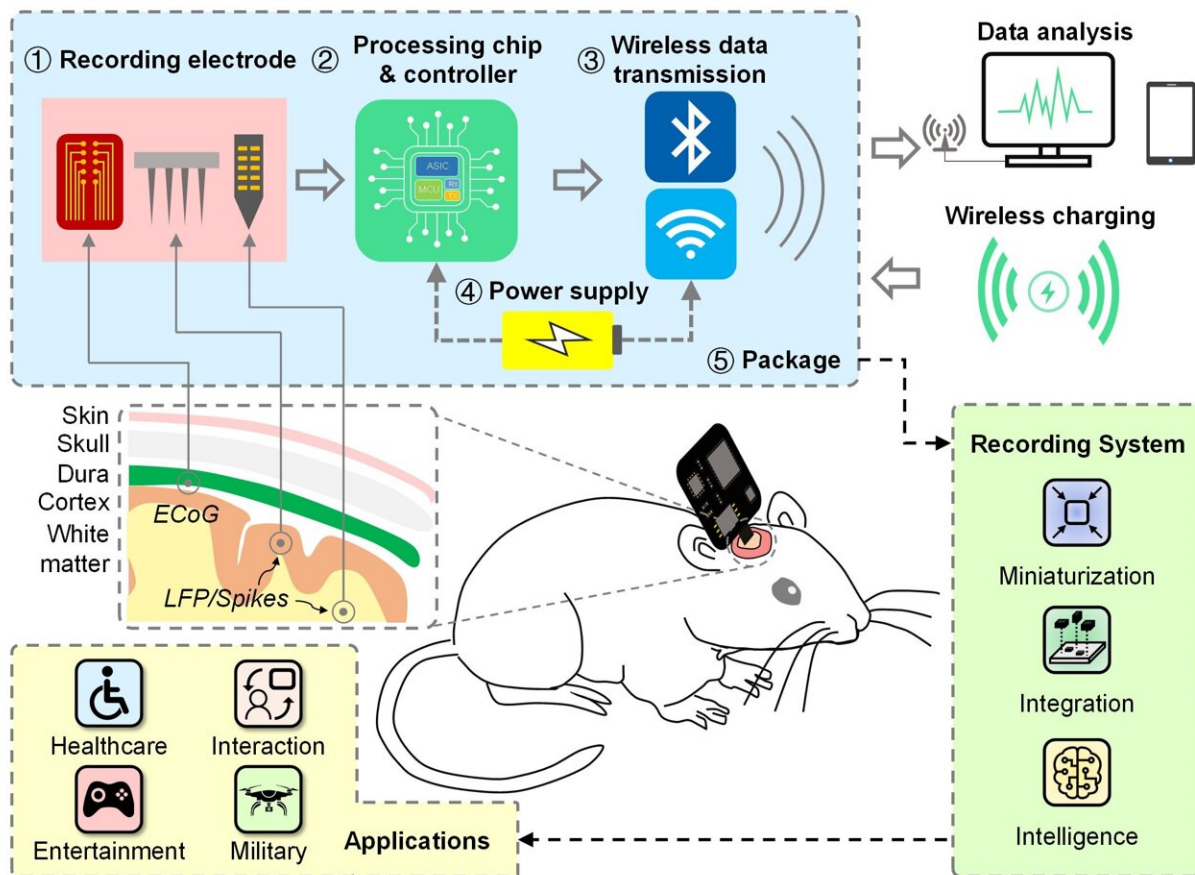 ① Recording electrode
② Processing chip
& controller
ASIC
MCU
RX
TX
③ Wireless data
transmission
Data analysis
Wireless charging
④ Power supply
⑤ Package
Skin
Skull
Dura
Cortex
White
matter
ECoG
LFP/Spikes
Recording System
Miniaturization
Integration
Intelligence
Healthcare
Interaction
Entertainment
Military
Applications